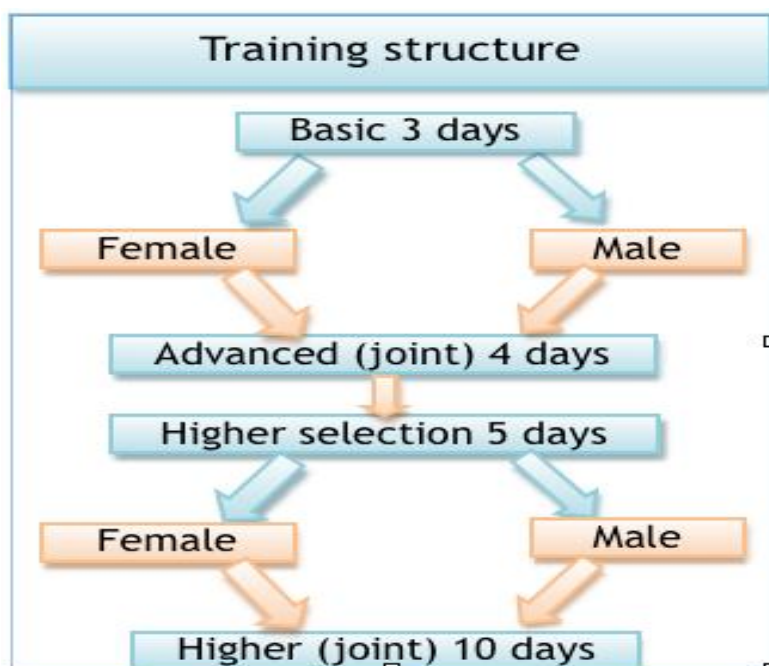 Training structure
Basic 3 days
Female
Male
Advanced (joint) 4 days
Higher selection 5 days
Female
Male
Higher (joint) 10 days